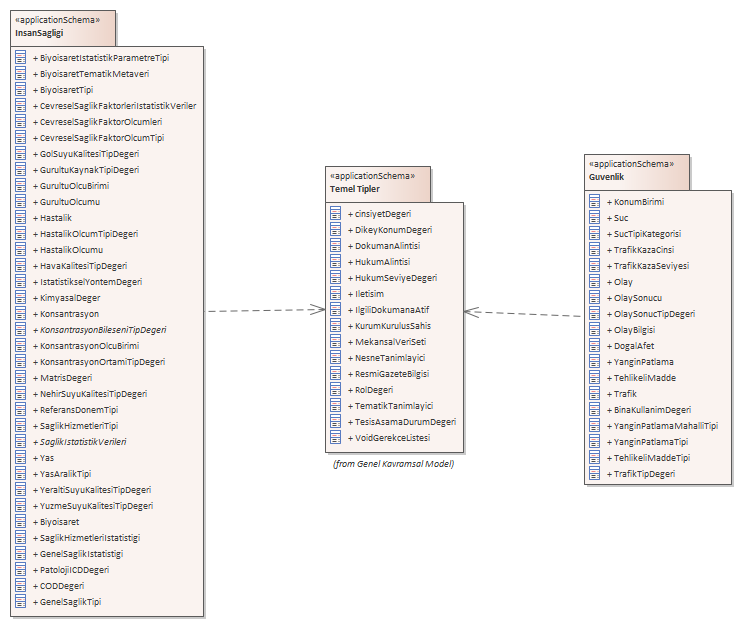 «applicationSchema»
InsanSagligi
+ BiyoisaretIstatistikParametreTipi
+ BiyoisaretTematikMetaveri
+ BiyoisaretTipi
+ CevreselSaglikFaktorleriIstatistikVeriler
+ CevreselSaglikFaktorOlcumleri
+ CevreselSaglikFaktorOlcumTipi
+ GolSuyuKalitesiTipDegeri
+ GurultuKaynakTipiDegeri
+ GurultuOlcuBirimi
+ GurultuOlcumu
+ Hastalik
+ HastalikOlcumTipiDegeri
+ HastalikOlcumu
+ HavaKalitesiTipDegeri
+ IstatistikselYontemDegeri
+ KimyasalDeger
+ Konsantrasyon
+ KonsantrasyonBileseniTipDegeri
+ KonsantrasyonOlcuBirimi
+ KonsantrasyonOrtamiTipDegeri
+ MatrisDegeri
+ NehirSuyuKalitesiTipDegeri
+ ReferansDonemTipi
+ SaglikHizmetleriTipi
+ SaglikIstatistikVerileri
+ Yas
+ YasAralikTipi
+ YeraltiSuyuKalitesiTipDegeri
+ YuzmeSuyuKalitesiTipDegeri
+ Biyoisaret
+ SaglikHizmetleriIstatistigi
+ GenelSaglikIstatistigi
+ PatolojiICDDegeri
+ CODDegeri
+ GenelSaglikTipi
«applicationSchema»
Temel Tipler
+ cinsiyetDegeri
+ DikeyKonumDegeri
+ DokumanAlintisi
+ HukumAlintisi
+ HukumSeviyeDegeri
+ Iletisim
+ IlgiliDokumanaAtif
+ KurumKurulusSahis
+ MekansalVeriSeti
+ NesneTanimlayici
+ ResmiGazeteBilgisi
+ RolDegeri
+ TematikTanimlayici
+ TesisAsamaDurumDegeri
+ VoidGerekceListesi
(from Genel Kavramsal Model)
«applicationSchema»
Guvenlik
+ KonumBirimi
+ Suc
+ SucTipiKategorisi
+ TrafikKazaCinsi
+ TrafikKazaSeviyesi
+ Olay
+ OlaySonucu
+ OlaySonucTipDegeri
+ OlayBilgisi
+ DogalAfet
+ YanginPatlama
+ TehlikeliMadde
+ Trafik
+ BinaKullanimDegeri
+ YanginPatlamaMahalliTipi
+ YanginPatlamaTipi
+ TehlikeliMaddeTipi
+ TrafikTipDegeri